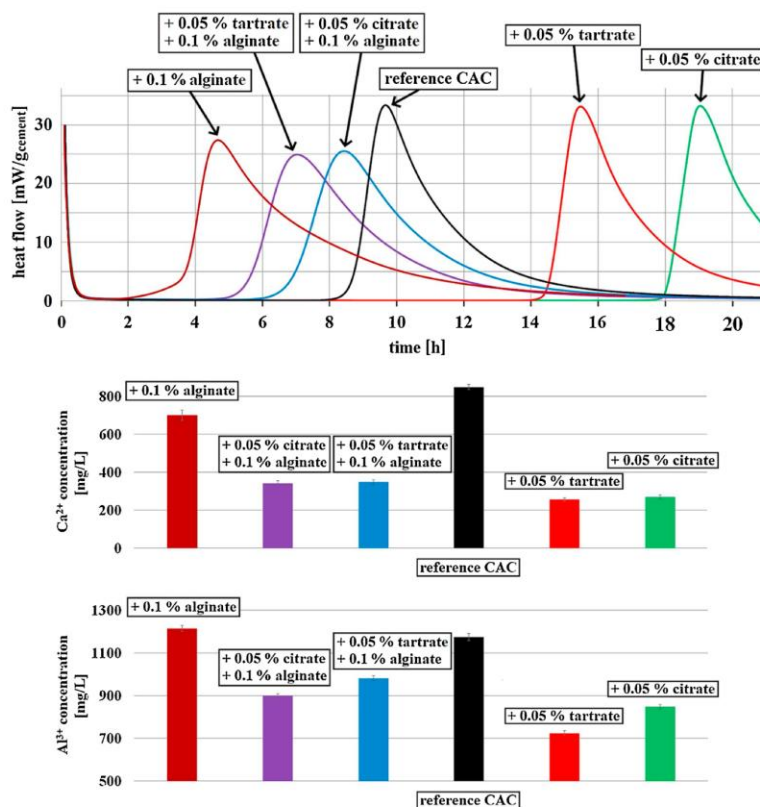 + 0.05 % tartrate
+ 0.1 % alginate
+ 0.05 % citrate
+ 0.1 % alginate
+ 0.05 % tartrate
+ 0.1 % alginate
reference CAC
+ 0.05 % citrate
heat flow [mW/gcement]
30
20
10
0
0 2 4 6 8 10 12 14 16 18 20
time [h]
+ 0.1 % alginate
Ca²⁺ concentration
[mg/L]
800
600
400
200
0
+ 0.05 % citrate
+ 0.1 % alginate
+ 0.05 % tartrate
+ 0.1 % alginate
+ 0.05 % tartrate
+ 0.05 % citrate
reference CAC
Al³⁺ concentration
[mg/L]
1300
1100
900
700
500
+ 0.1 % alginate
+ 0.05 % citrate
+ 0.1 % alginate
+ 0.05 % tartrate
+ 0.1 % alginate
+ 0.05 % tartrate
+ 0.05 % citrate
reference CAC